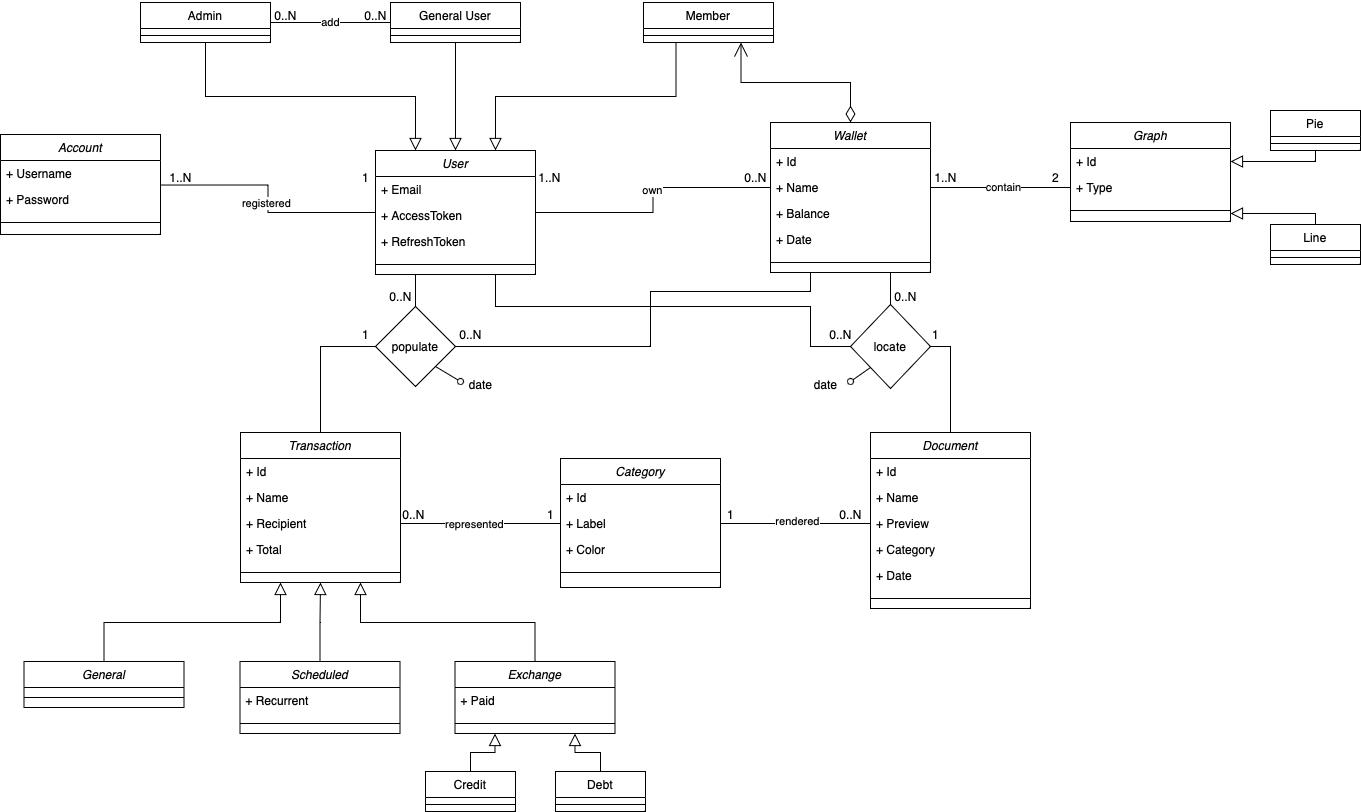 Admin
0..N
add
0..N
General User
Member
Account
+ Username
+ Password
1..N
registered
1
User
+ Email
+ AccessToken
+ RefreshToken
1..N
own
0..N
Wallet
+ Id
+ Name
+ Balance
+ Date
1..N
contain
2
Graph
+ Id
+ Type
Pie
Line
0..N
1
populate
0..N
date
0..N
0..N
locate
1
date
Transaction
+ Id
+ Name
+ Recipient
+ Total
0..N
represented
1
Category
+ Id
+ Label
+ Color
1
rendered
0..N
Document
+ Id
+ Name
+ Preview
+ Category
+ Date
General
Scheduled
+ Recurrent
Exchange
+ Paid
Credit
Debt